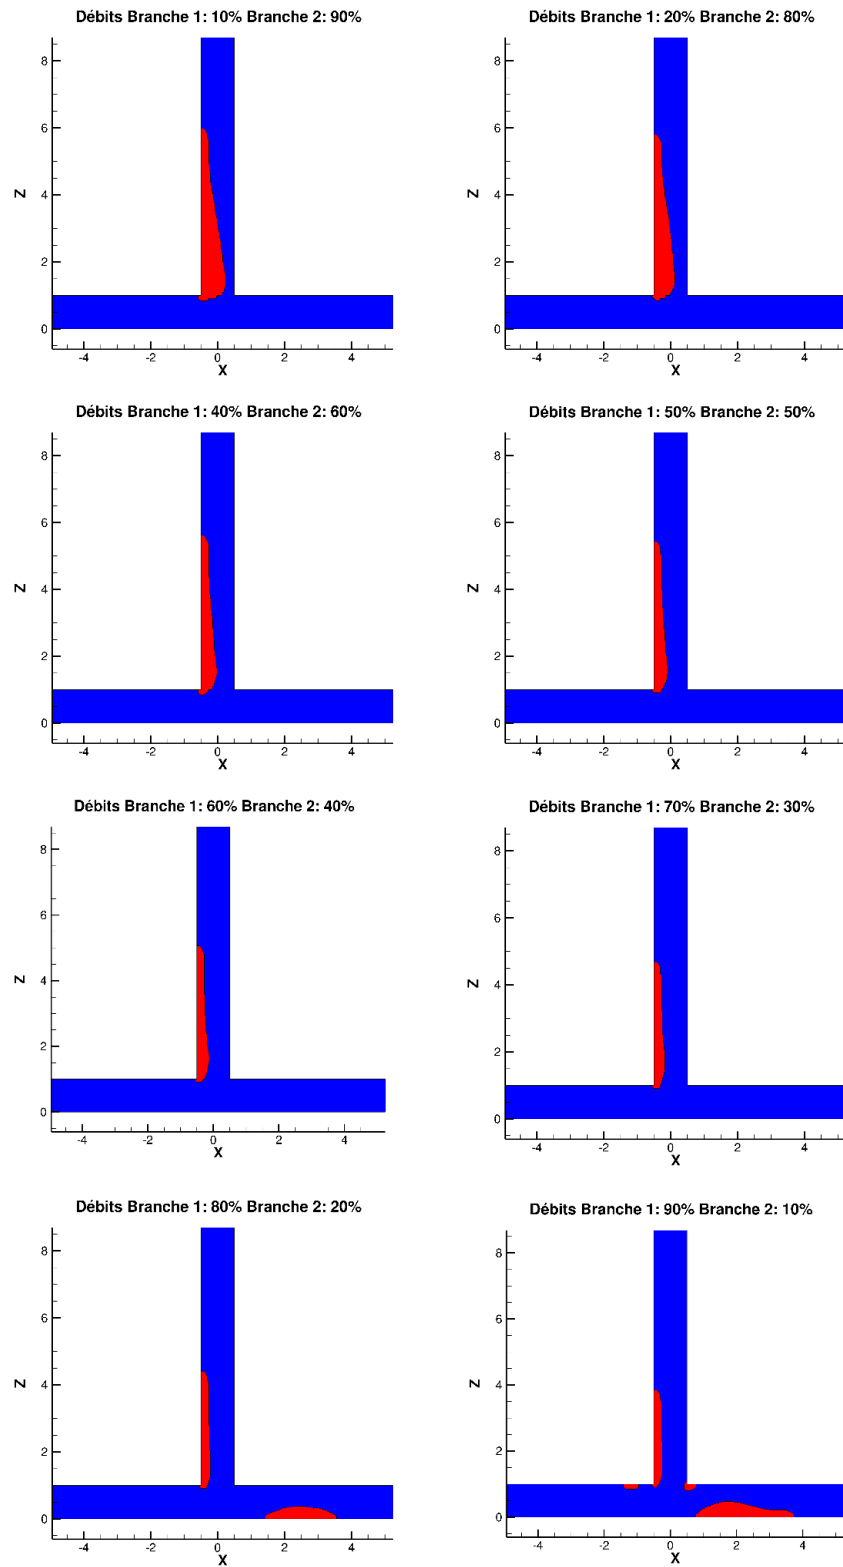 Débits Branche 1: 10% Branche 2: 90%
8
6
4
2
0
Z
-4 -2 0 2 4
X
Débits Branche 1: 20% Branche 2: 80%
8
6
4
2
0
Z
-4 -2 0 2 4
X
Débits Branche 1: 40% Branche 2: 60%
8
6
4
2
0
Z
-4 -2 0 2 4
X
Débits Branche 1: 50% Branche 2: 50%
8
6
4
2
0
Z
-4 -2 0 2 4
X
Débits Branche 1: 60% Branche 2: 40%
8
6
4
2
0
Z
-4 -2 0 2 4
X
Débits Branche 1: 70% Branche 2: 30%
8
6
4
2
0
Z
-4 -2 0 2 4
X
Débits Branche 1: 80% Branche 2: 20%
8
6
4
2
0
Z
-4 -2 0 2 4
X
Débits Branche 1: 90% Branche 2: 10%
8
6
4
2
0
Z
-4 -2 0 2 4
X